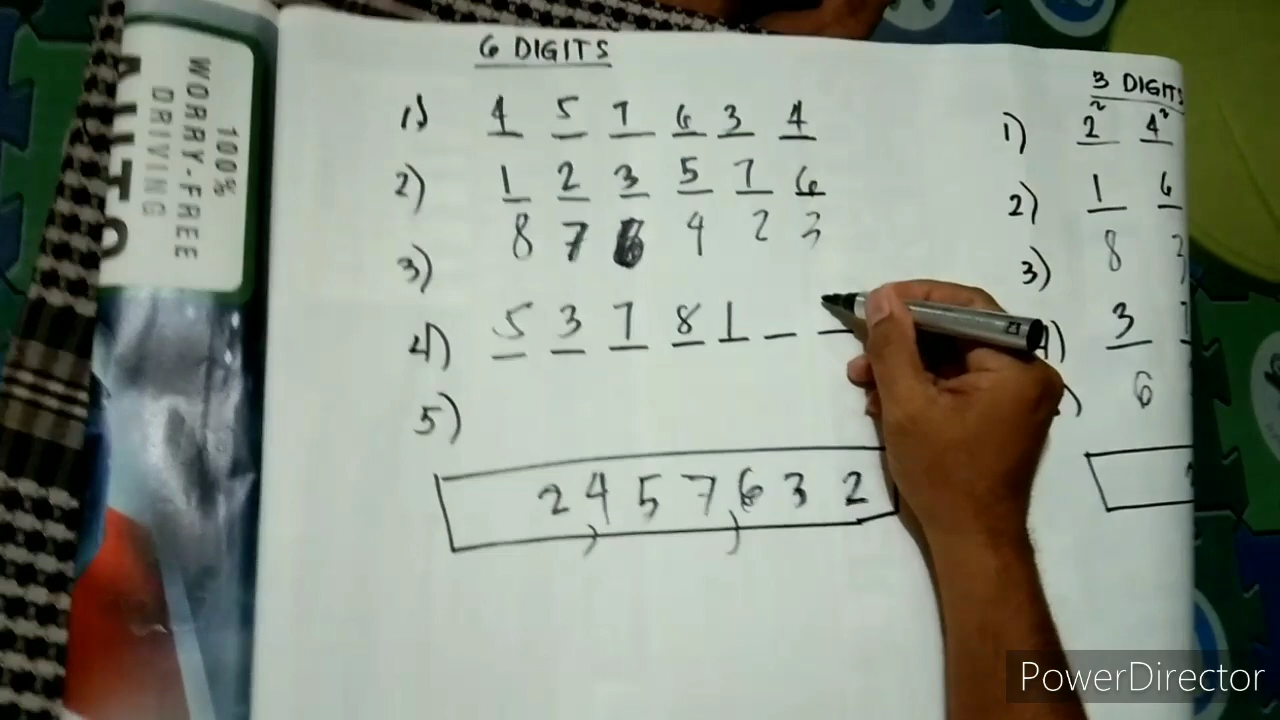 6 DIGITS
1) 4 5 7 6 3 4
2) 1 2 3 5 7 6
3) 8 7 6 4 2 3
4) 5 3 7 8 1 _ _
5)
2 4 5 7 6 3 2
3 DIGITS
1) 2² 4²
2) 1 6
3) 8
4) 3
6
100%
WORRY-FREE
DRIVING
PowerDirector